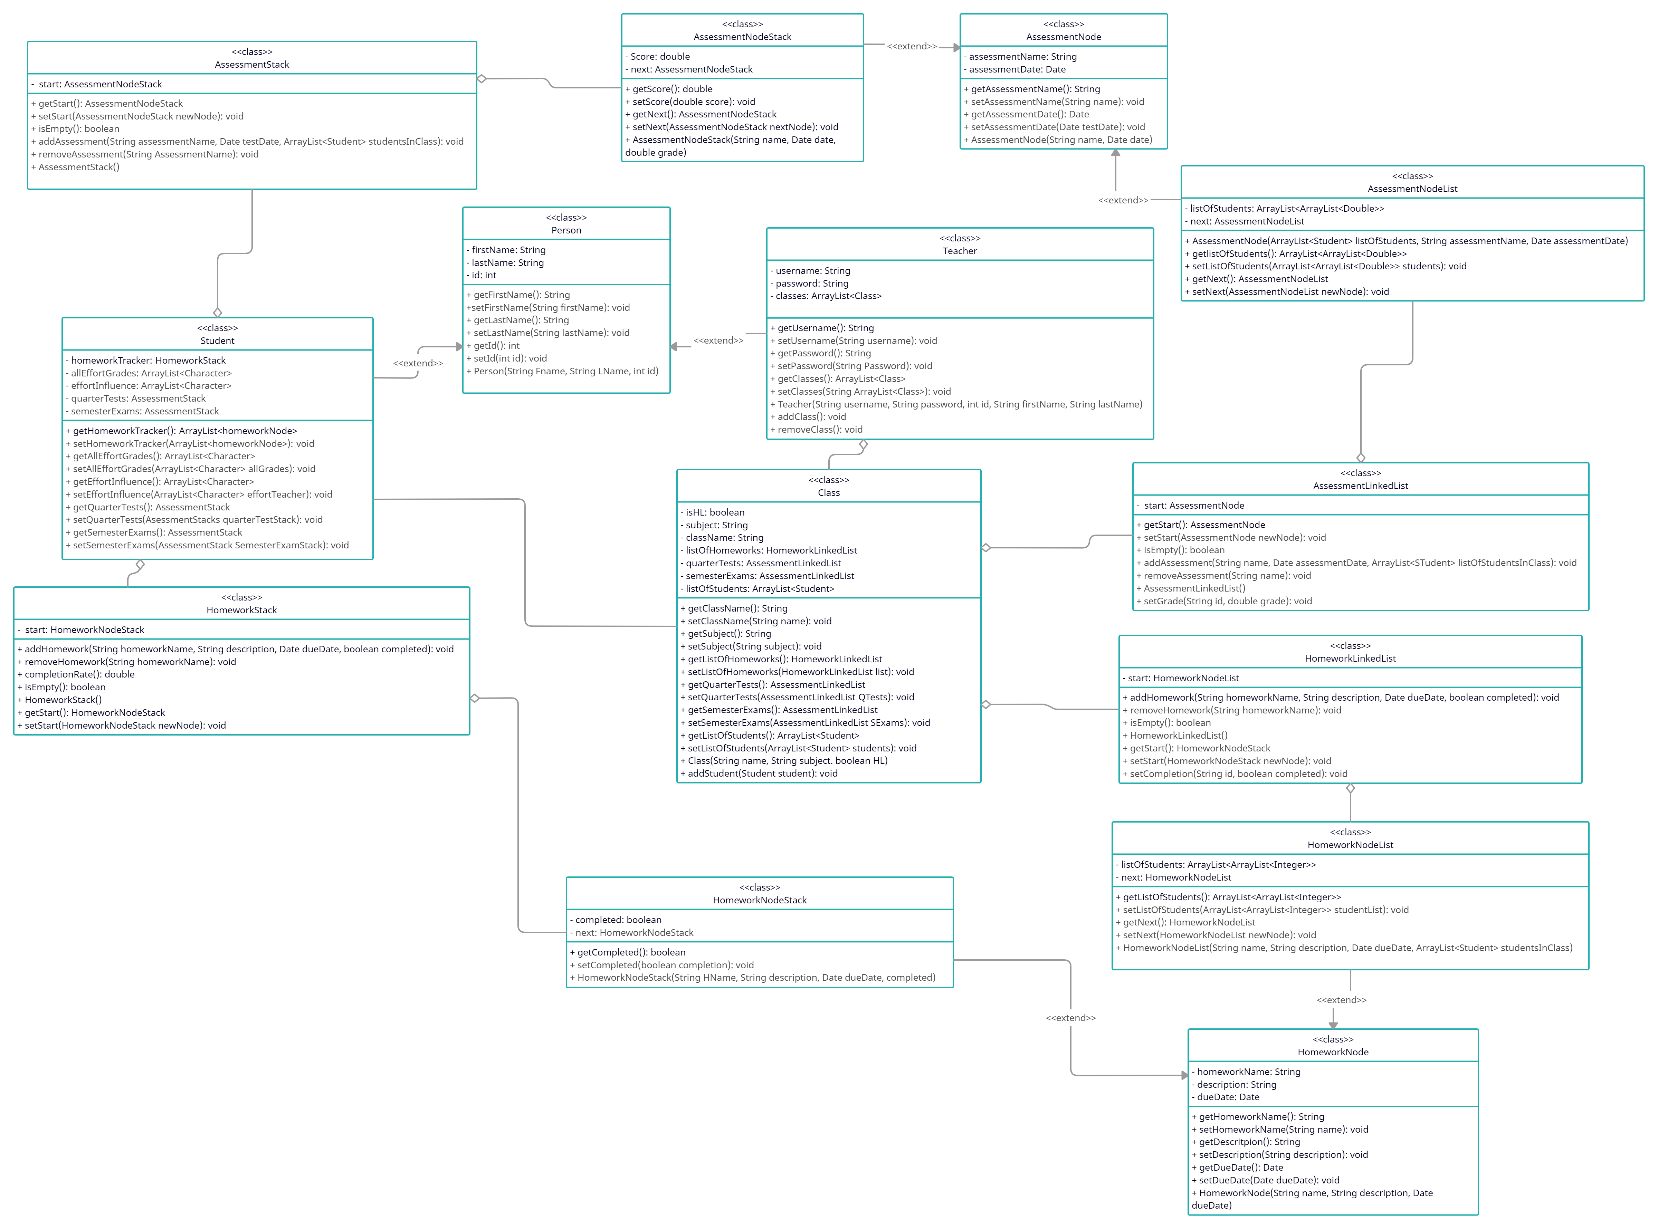 <<class>>
AssessmentStack
- start: AssessmentNodeStack
+ getStart(): AssessmentNodeStack
+ setStart(AssessmentNodeStack newNode): void
+ isEmpty(): boolean
+ addAssessment(String assessmentName, Date testDate, ArrayList<Student> studentsInClass): void
+ removeAssessment(String AssessmentName): void
+ AssessmentStack()
<<class>>
AssessmentNodeStack
- Score: double
- next: AssessmentNodeStack
+ getScore(): double
+ setScore(double score): void
+ getNext(): AssessmentNodeStack
+ setNext(AssessmentNodeStack nextNode): void
+ AssessmentNodeStack(String name, Date date,
double grade)
<<extend>>
<<class>>
AssessmentNode
- assessmentName: String
- assessmentDate: Date
+ getAssessmentName(): String
+ setAssessmentName(String name): void
+ getAssessmentDate(): Date
+ setAssessmentDate(Date testDate): void
+ AssessmentNode(String name, Date date)
<<extend>>
<<class>>
AssessmentNodeList
- listOfStudents: ArrayList<ArrayList<Double>>
- next: AssessmentNodeList
+ AssessmentNode(ArrayList<Student> listOfStudents, String assessmentName, Date assessmentDate)
+ getlistOfStudents(): ArrayList<ArrayList<Double>>
+ setListOfStudents(ArrayList<ArrayList<Double>> students): void
+ getNext(): AssessmentNodeList
+ setNext(AssessmentNodeList newNode): void
<<class>>
Person
- firstName: String
- lastName: String
- id: int
+ getFirstName(): String
+setFirstName(String firstName): void
+ getLastName(): String
+ setLastName(String lastName): void
+ getId(): int
+ setId(int id): void
+ Person(String Fname, String LName, int id)
<<extend>>
<<extend>>
<<class>>
Teacher
- username: String
- password: String
- classes: ArrayList<Class>
+ getUsername(): String
+ setUsername(String username): void
+ getPassword(): String
+ setPassword(String Password): void
+ getClasses(): ArrayList<Class>
+ setClasses(String ArrayList<Class>): void
+ Teacher(String username, String password, int id, String firstName, String lastName)
+ addClass(): void
+ removeClass(): void
<<class>>
Student
- homeworkTracker: HomeworkStack
- allEffortGrades: ArrayList<Character>
- effortInfluence: ArrayList<Character>
- quarterTests: AssessmentStack
- semesterExams: AssessmentStack
+ getHomeworkTracker(): ArrayList<homeworkNode>
+ setHomeworkTracker(ArrayList<homeworkNode>): void
+ getAllEffortGrades(): ArrayList<Character>
+ setAllEffortGrades(ArrayList<Character> allGrades): void
+ getEffortInfluence(): ArrayList<Character>
+ setEffortInfluence(ArrayList<Character> effortTeacher): void
+ getQuarterTests(): AssessmentStack
+ setQuarterTests(AsessmentStacks quarterTestStack): void
+ getSemesterExams(): AssessmentStack
+ setSemesterExams(AssessmentStack SemesterExamStack): void
<<class>>
Class
- isHL: boolean
- subject: String
- className: String
- listOfHomeworks: HomeworkLinkedList
- quarterTests: AssessmentLinkedList
- semesterExams: AssessmentLinkedList
- listOfStudents: ArrayList<Student>
+ getClassName(): String
+ setClassName(String name): void
+ getSubject(): String
+ setSubject(String subject): void
+ getListOfHomeworks(): HomeworkLinkedList
+ setListOfHomeworks(HomeworkLinkedList list): void
+ getQuarterTests(): AssessmentLinkedList
+ setQuarterTests(AssessmentLinkedList QTests): void
+ getSemesterExams(): AssessmentLinkedList
+ setSemesterExams(AssessmentLinkedList SExams): void
+ getListOfStudents(): ArrayList<Student>
+ setListOfStudents(ArrayList<Student> students): void
+ Class(String name, String subject. boolean HL)
+ addStudent(Student student): void
<<class>>
AssessmentLinkedList
- start: AssessmentNode
+ getStart(): AssessmentNode
+ setStart(AssessmentNode newNode): void
+ isEmpty(): boolean
+ addAssessment(String name, Date assessmentDate, ArrayList<STudent> listOfStudentsInClass): void
+ removeAssessment(String name): void
+ AssessmentLinkedList()
+ setGrade(String id, double grade): void
<<class>>
HomeworkStack
- start: HomeworkNodeStack
+ addHomework(String homeworkName, String description, Date dueDate, boolean completed): void
+ removeHomework(String homeworkName): void
+ completionRate(): double
+ isEmpty(): boolean
+ HomeworkStack()
+ getStart(): HomeworkNodeStack
+ setStart(HomeworkNodeStack newNode): void
<<class>>
HomeworkLinkedList
- start: HomeworkNodeList
+ addHomework(String homeworkName, String description, Date dueDate, boolean completed): void
+ removeHomework(String homeworkName): void
+ isEmpty(): boolean
+ HomeworkLinkedList()
+ getStart(): HomeworkNodeStack
+ setStart(HomeworkNodeStack newNode): void
+ setCompletion(String id, boolean completed): void
<<class>>
HomeworkNodeList
- listOfStudents: ArrayList<ArrayList<Integer>>
- next: HomeworkNodeList
+ getListOfStudents(): ArrayList<ArrayList<Integer>>
+ setListOfStudents(ArrayList<ArrayList<Integer>> studentList): void
+ getNext(): HomeworkNodeList
+ setNext(HomeworkNodeList newNode): void
+ HomeworkNodeList(String name, String description, Date dueDate, ArrayList<Student> studentsInClass)
<<class>>
HomeworkNodeStack
- completed: boolean
- next: HomeworkNodeStack
+ getCompleted(): boolean
+ setCompleted(boolean completion): void
+ HomeworkNodeStack(String HName, String description, Date dueDate, completed)
<<extend>>
<<extend>>
<<class>>
HomeworkNode
- homeworkName: String
- description: String
- dueDate: Date
+ getHomeworkName(): String
+ setHomeworkName(String name): void
+ getDescritpion(): String
+ setDescription(String description): void
+ getDueDate(): Date
+ setDueDate(Date dueDate): void
+ HomeworkNode(String name, String description, Date
dueDate)